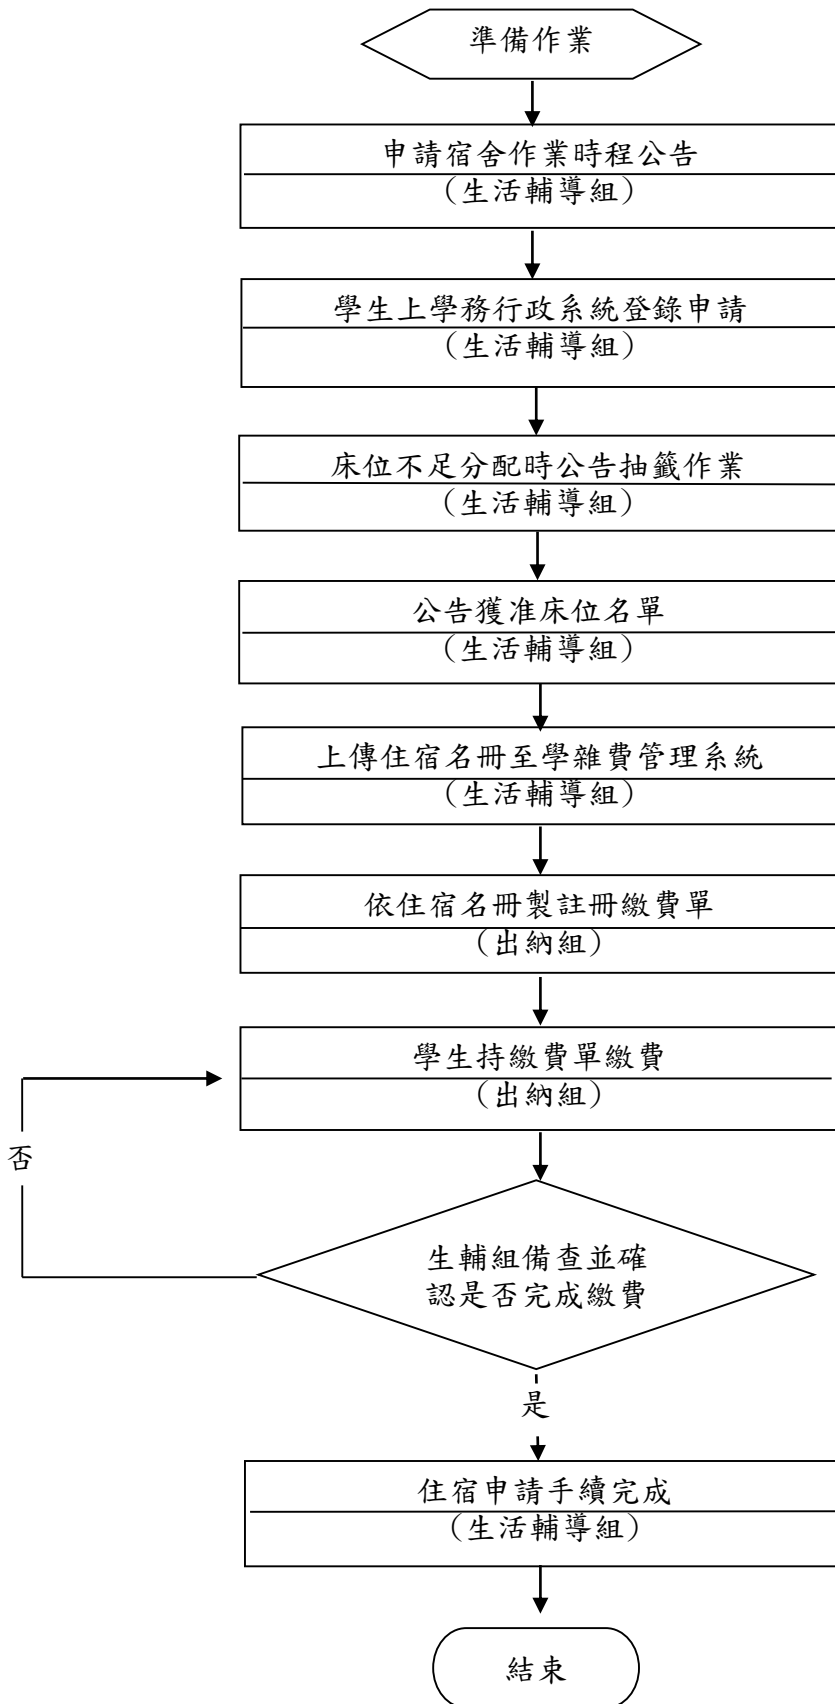 準備作業
申請宿舍作業時程公告
（生活輔導組）
學生上學務行政系統登錄申請
（生活輔導組）
床位不足分配時公告抽籤作業
（生活輔導組）
公告獲准床位名單
（生活輔導組）
上傳住宿名冊至學雜費管理系統
（生活輔導組）
依住宿名冊製註冊繳費單
（出納組）
學生持繳費單繳費
（出納組）
否
生輔組備查並確
認是否完成繳費
是
住宿申請手續完成
（生活輔導組）
結束